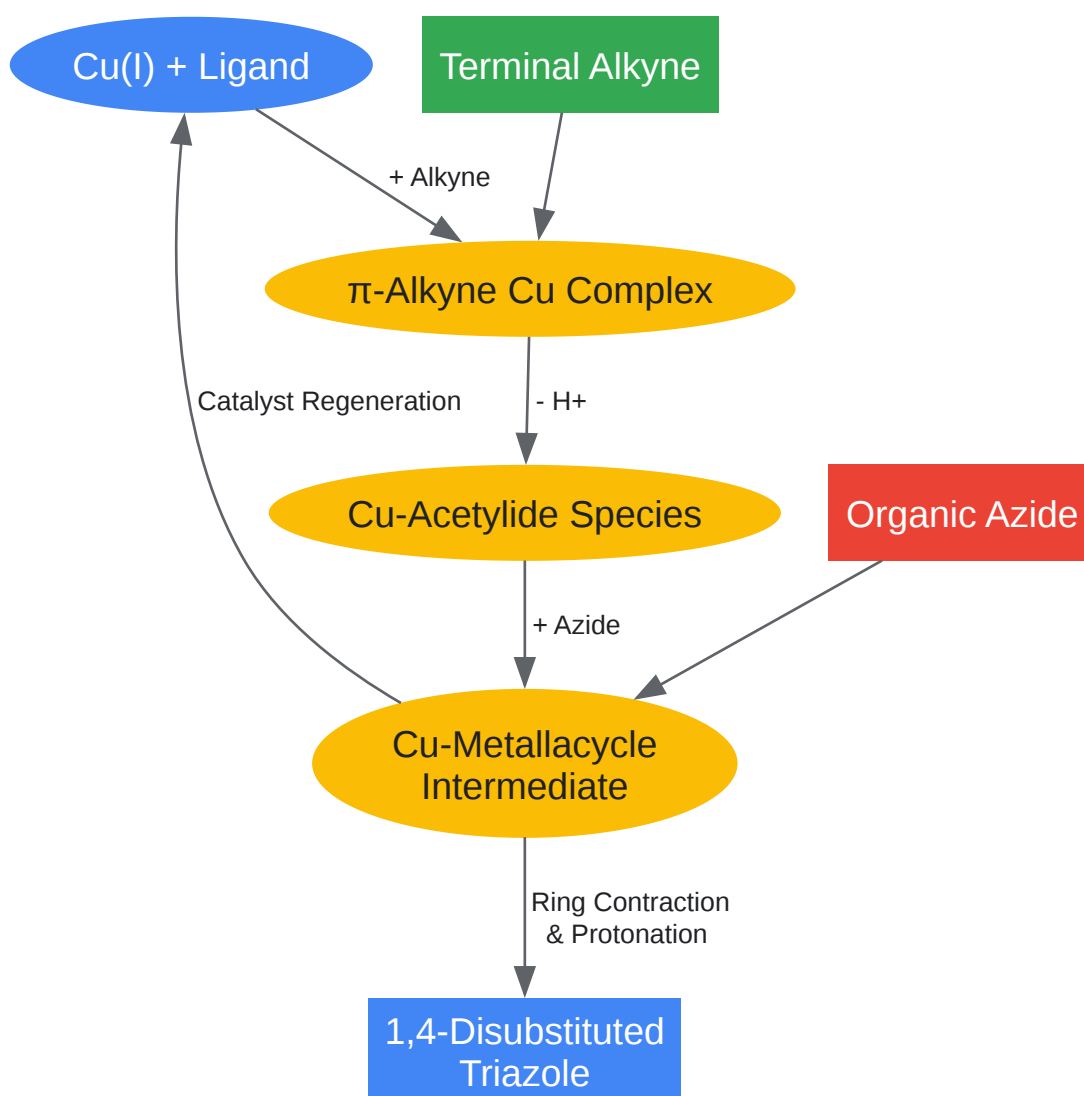 Cu(I) + Ligand
Terminal Alkyne
+ Alkyne
π-Alkyne Cu Complex
Catalyst Regeneration
- H+
Cu-Acetylide Species
Organic Azide
+ Azide
Cu-Metallacycle
Intermediate
Ring Contraction
& Protonation
1,4-Disubstituted
Triazole